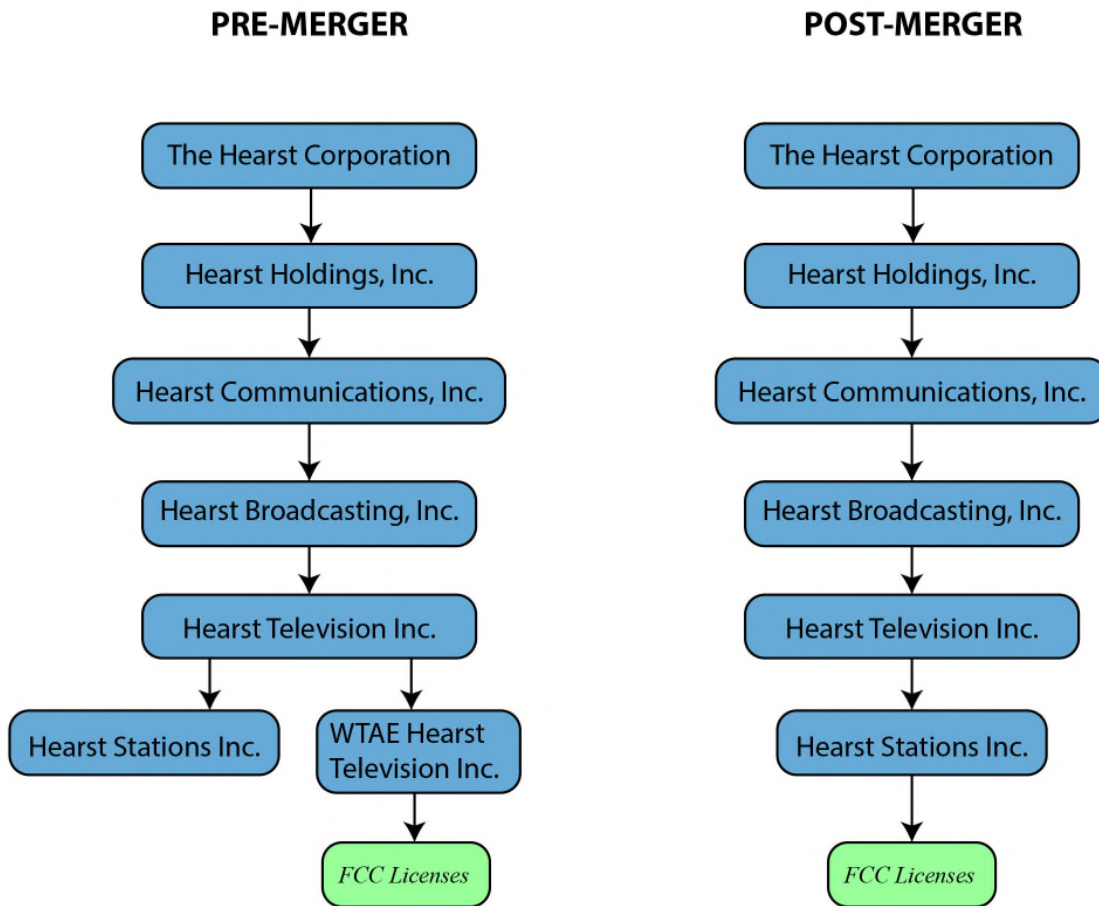 PRE-MERGER
The Hearst Corporation
Hearst Holdings, Inc.
Hearst Communications, Inc.
Hearst Broadcasting, Inc.
Hearst Television Inc.
Hearst Stations Inc.
WTAE Hearst
Television Inc.
FCC Licenses
POST-MERGER
The Hearst Corporation
Hearst Holdings, Inc.
Hearst Communications, Inc.
Hearst Broadcasting, Inc.
Hearst Television Inc.
Hearst Stations Inc.
FCC Licenses